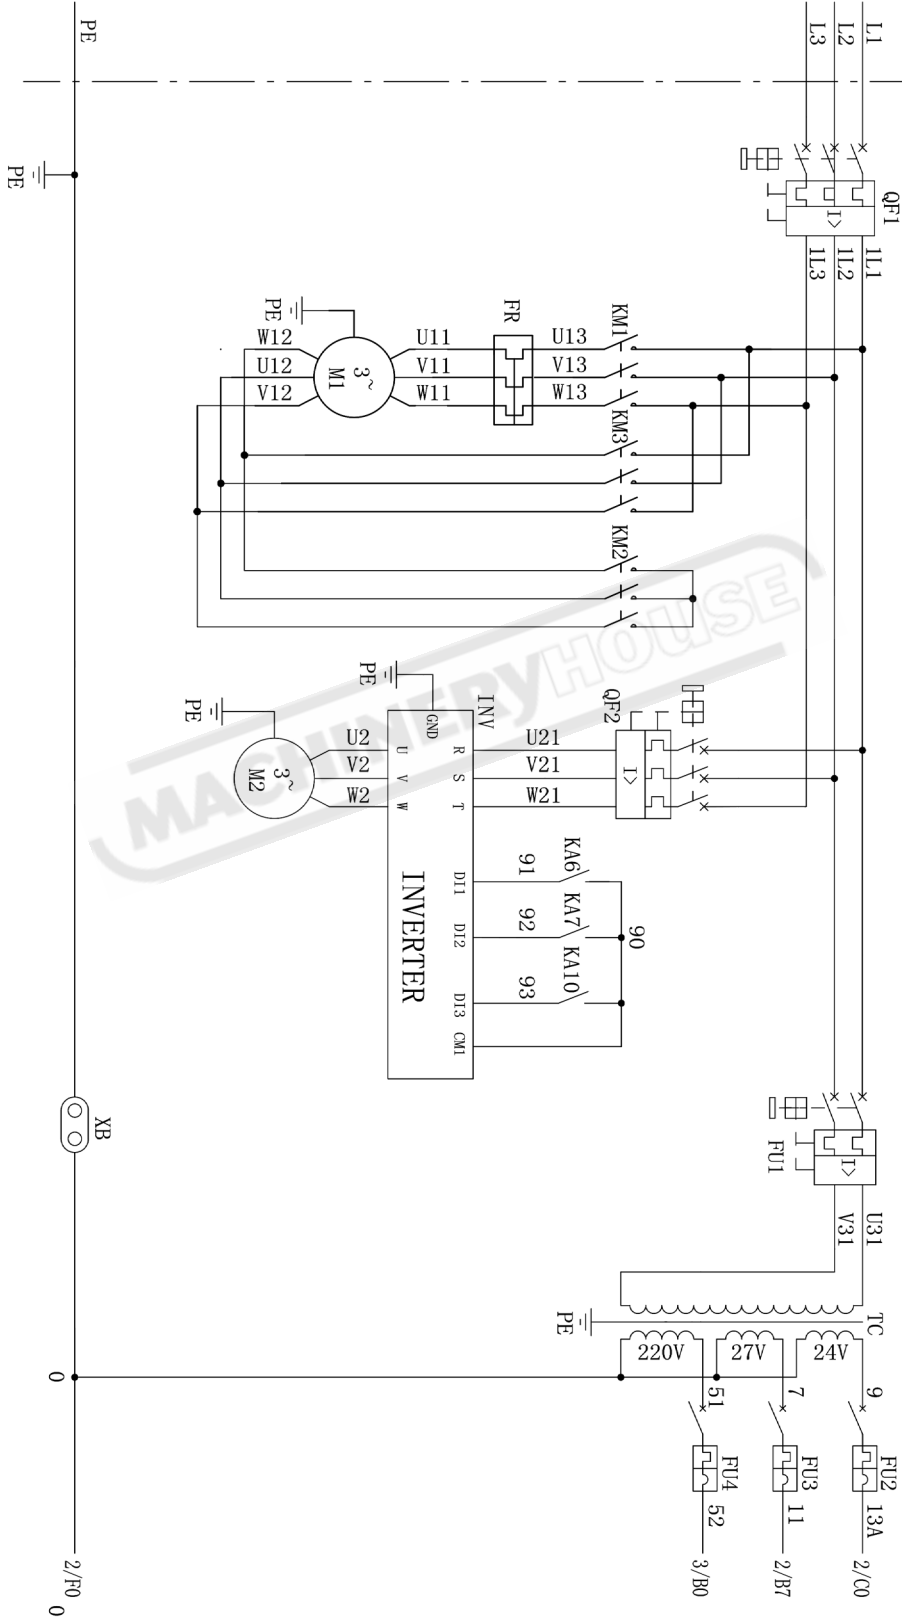 PE
L3
L2
L1
PE
QF1
I>
1L3
1L2
1L1
PE
FR
KM1
W12
U12
V12
3~
M1
U11
V11
W11
U13
V13
W13
KM3
KM2
MACHINERYHOUSE
PE
PE
INV
QF2
GND
U2
V2
W2
3~
M2
U
V
W
R
S
T
U21
V21
W21
I>
INVERTER
DI1
DI2
DI3
CM1
91
92
93
KA6
KA7
KA10
90
XB
FU1
I>
V31
U31
PE
TC
220V
27V
24V
0
51
7
9
FU4
FU3
FU2
52
11
13A
2/F0
3/B0
2/B7
2/C0
0